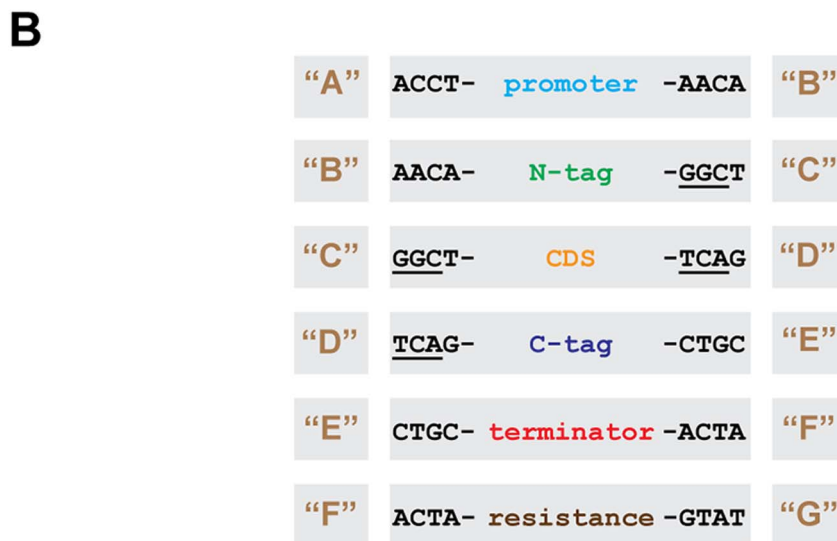 B
“A” ACCT- promoter -AACA “B”
“B” AACA- N-tag -GGCT “C”
“C” GGCT- CDS -TCAG “D”
“D” TCAG- C-tag -CTGC “E”
“E” CTGC- terminator -ACTA “F”
“F” ACTA- resistance -GTAT “G”